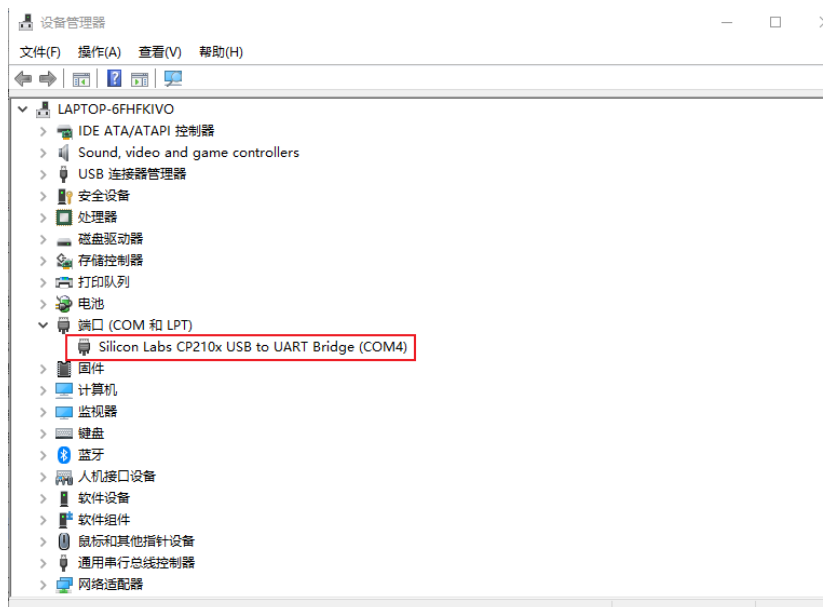 设备管理器
文件(F) 操作(A) 查看(V) 帮助(H)
LAPTOP-6FHFKIVO
IDE ATA/ATAPI 控制器
Sound, video and game controllers
USB 连接器管理器
安全设备
处理器
磁盘驱动器
存储控制器
打印队列
电池
端口 (COM 和 LPT)
Silicon Labs CP210x USB to UART Bridge (COM4)
固件
计算机
监视器
键盘
蓝牙
人机接口设备
软件设备
软件组件
鼠标和其他指针设备
通用串行总线控制器
网络适配器